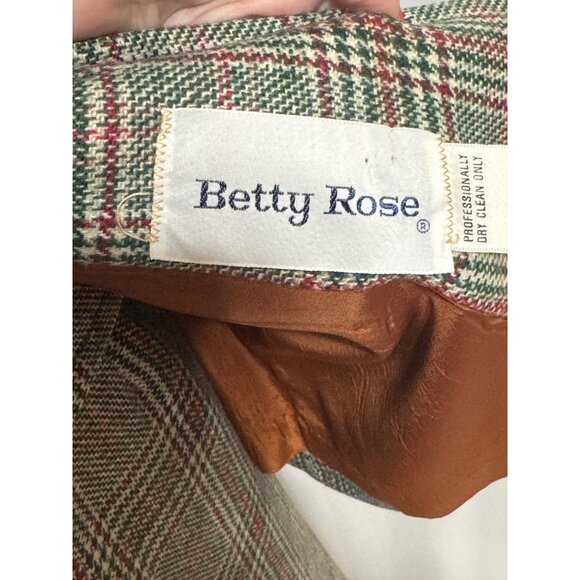 Betty Rose
®
PROFESSIONALLY
DRY CLEAN ONLY